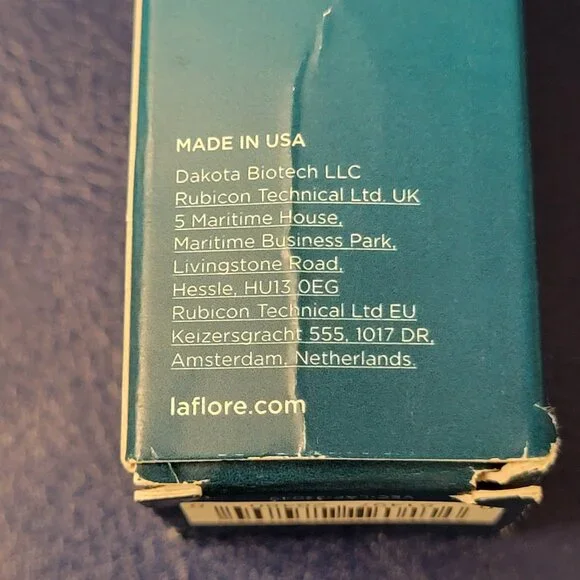 MADE IN USA
Dakota Biotech LLC
Rubicon Technical Ltd. UK
5 Maritime House,
Maritime Business Park,
Livingstone Road,
Hessle, HU13 0EG
Rubicon Technical Ltd EU
Keizersgracht 555, 1017 DR,
Amsterdam, Netherlands.
laflore.com